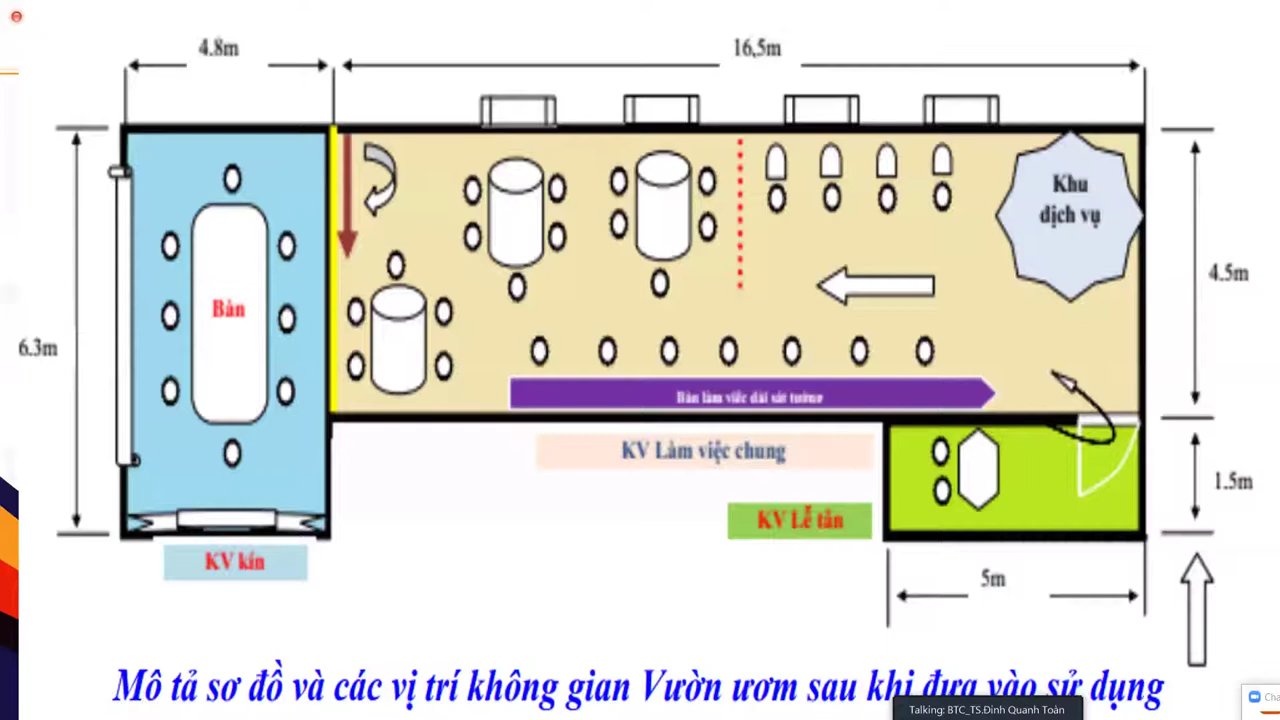 4.8m
16,5m
Khu
dịch vụ
Bàn
4.5m
6.3m
Bàn làm việc dài sát tường
KV Làm việc chung
1.5m
KV Lễ tân
KV kín
5m
Mô tả sơ đồ và các vị trí không gian Vườn ươm sau khi đưa vào sử dụng
Talking: BTC_TS.Đinh Quanh Toàn
Cha